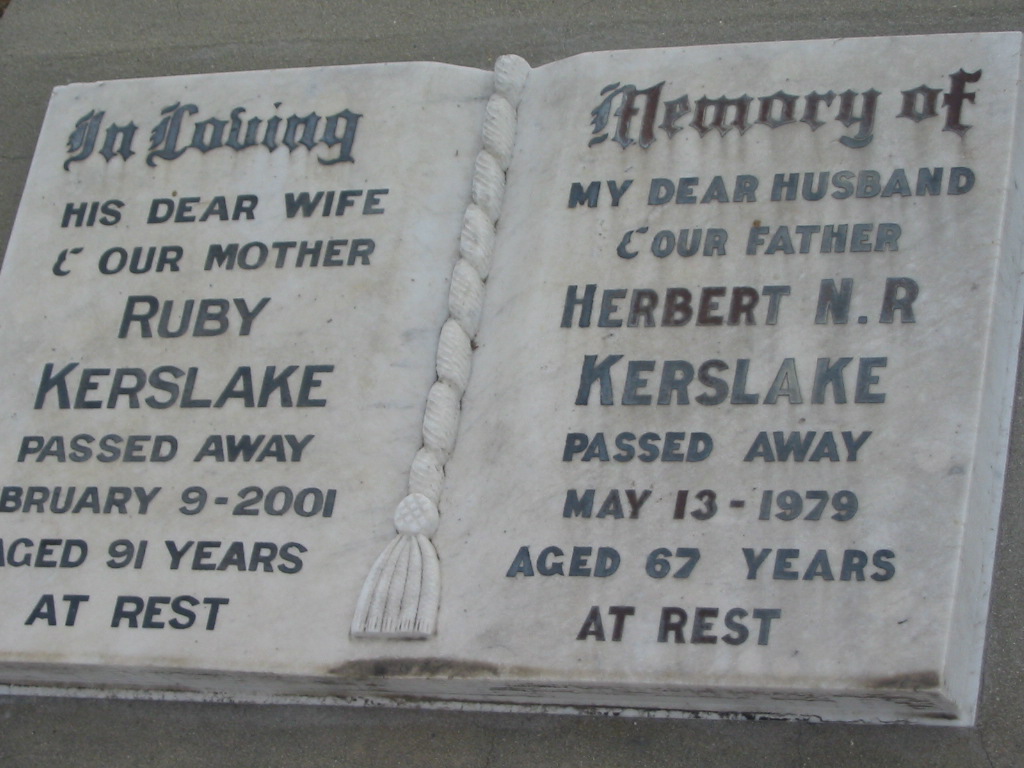 In Loving
HIS DEAR WIFE
& OUR MOTHER
RUBY
KERSLAKE
PASSED AWAY
BRUARY 9-2001
AGED 91 YEARS
AT REST
Memory of
MY DEAR HUSBAND
& OUR FATHER
HERBERT N.R
KERSLAKE
PASSED AWAY
MAY 13-1979
AGED 67 YEARS
AT REST